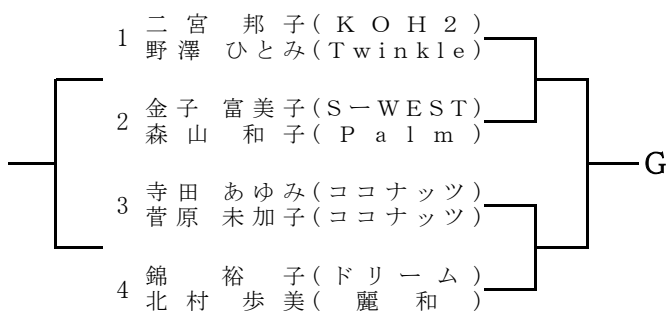 1 二宮 邦子(KOH2)
野澤 ひとみ(Twinkle)
2 金子 富美子(S-WEST)
森山 和子(Palm)
G
3 寺田 あゆみ(ココナッツ)
菅原 未加子(ココナッツ)
4 錦 裕子(ドリーム)
北村 歩美(麗和)